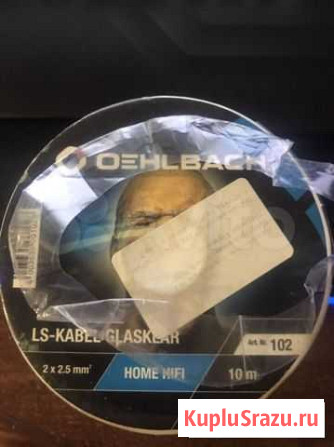 OEHLBACH
LS-KABEL GLASKLAR
Art. Nr. 102
2 x 2.5 mm²
HOME HIFI
10 m
KupluSrazu.ru